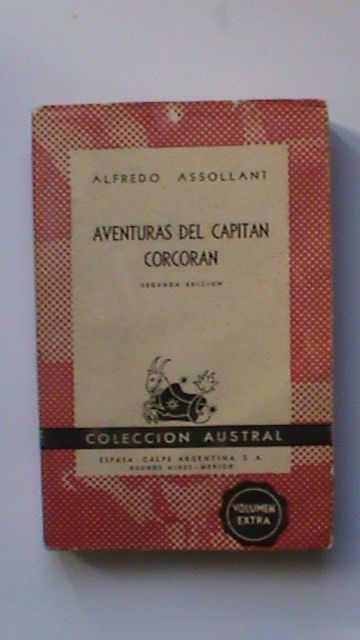 ALFREDO ASSOLLANT
AVENTURAS DEL CAPITAN
CORCORAN
SEGUNDA EDICION
COLECCION AUSTRAL
ESPASA - CALPE ARGENTINA, S. A.
BUENOS AIRES - MEXICO
VOLUMEN
EXTRA